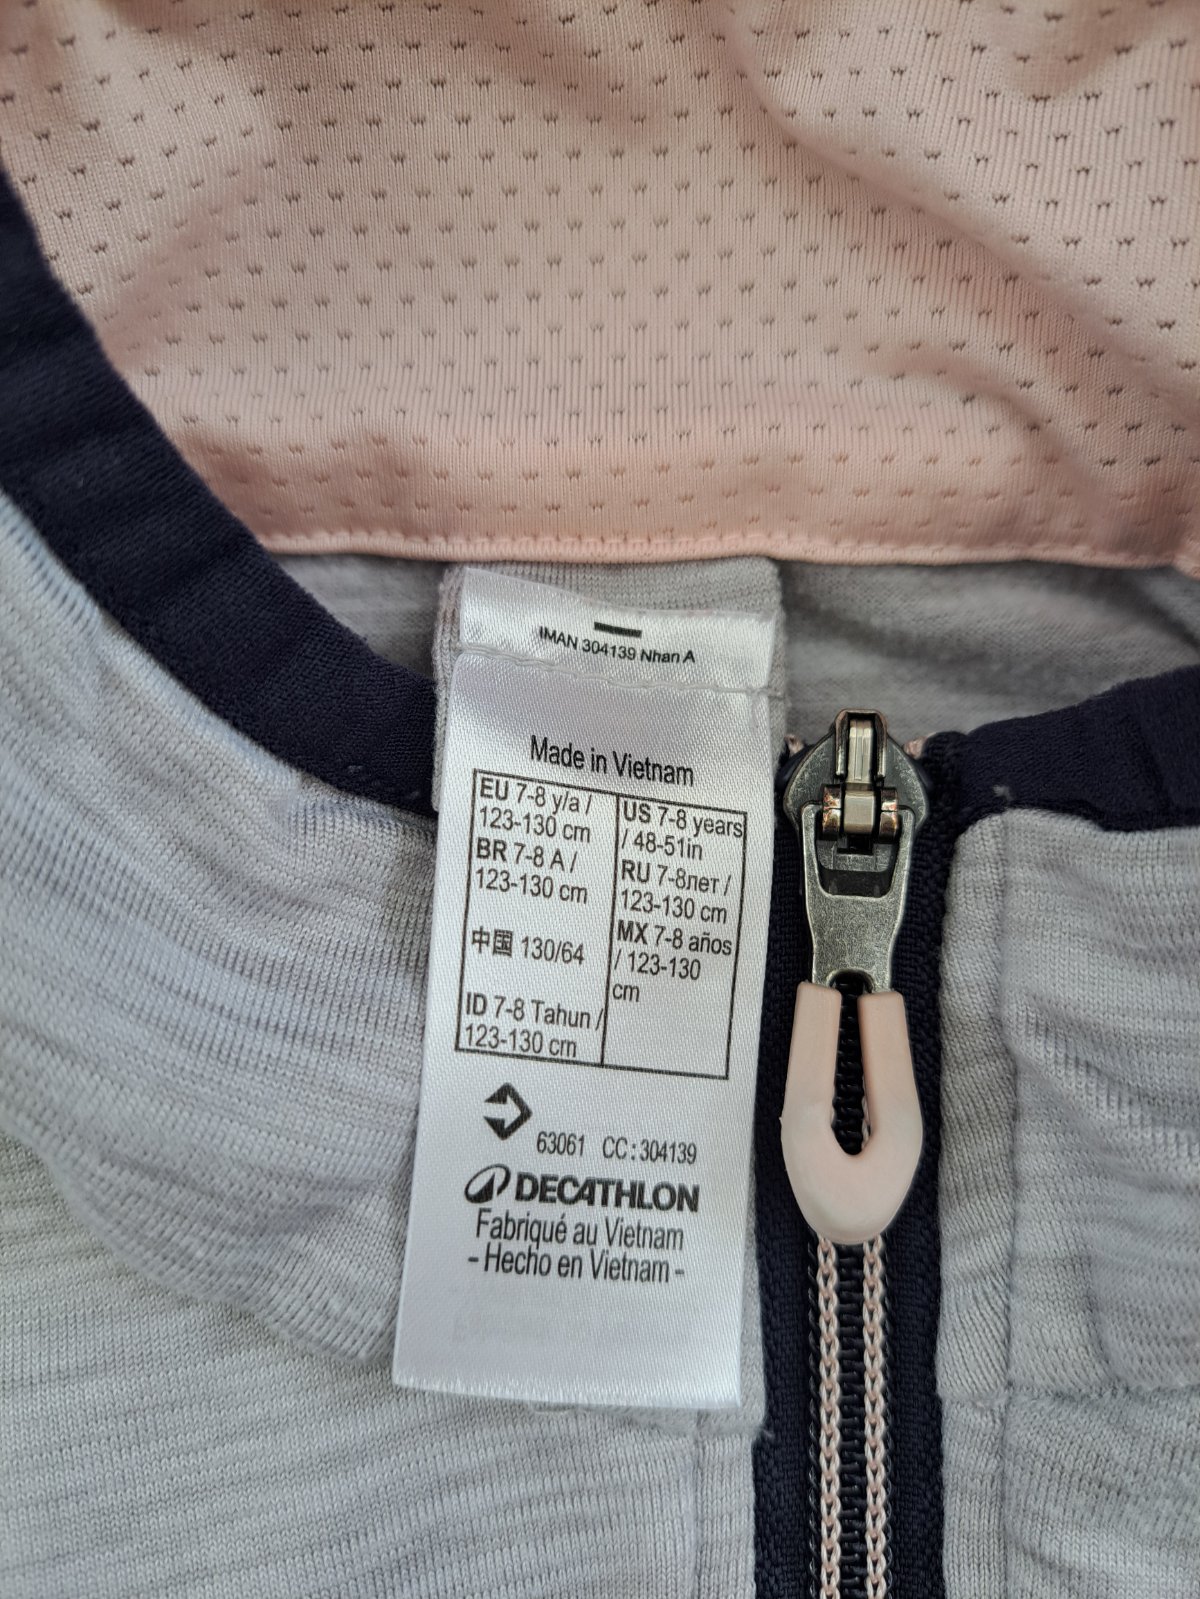 IMAN 304139 Nhan A
Made in Vietnam
EU 7-8 y/a /
123-130 cm
BR 7-8 A /
123-130 cm
中国 130/64
ID 7-8 Tahun /
123-130 cm
US 7-8 years
/ 48-51in
RU 7-8лет /
123-130 cm
MX 7-8 años
/ 123-130
cm
63061 CC:304139
DECATHLON
Fabriqué au Vietnam
- Hecho en Vietnam -